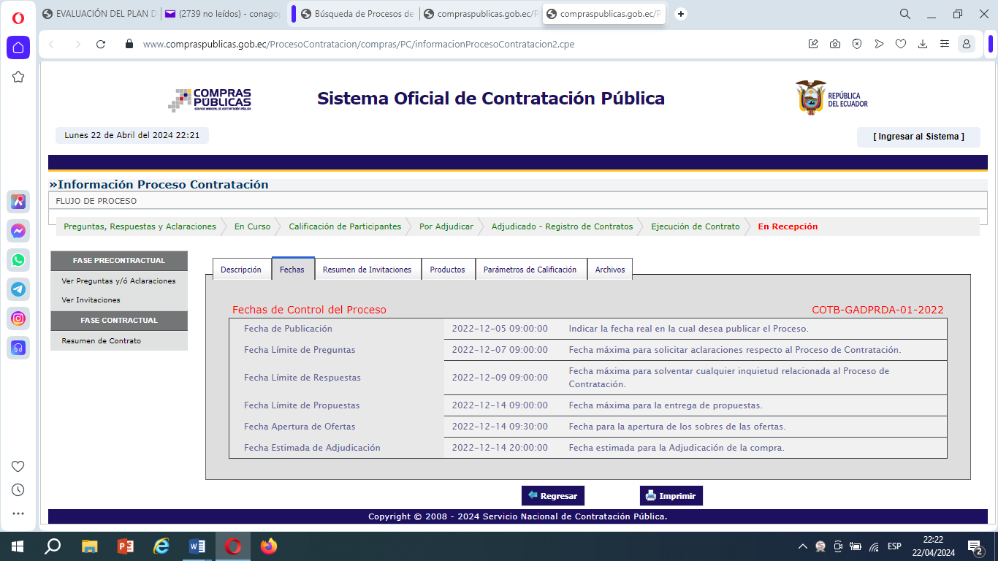 EVALUACIÓN DEL PLAN D
(2739 no leídos) - conago
Búsqueda de Procesos de
compraspublicas.gob.ec/P
compraspublicas.gob.ec/P
www.compraspublicas.gob.ec/ProcesoContratacion/compras/PC/informacionProcesoContratacion2.cpe
COMPRAS
PÚBLICAS
Sistema Oficial de Contratación Pública
REPÚBLICA
DEL ECUADOR
Lunes 22 de Abril del 2024 22:21
[ Ingresar al Sistema ]
»Información Proceso Contratación
FLUJO DE PROCESO
Preguntas, Respuestas y Aclaraciones
En Curso
Calificación de Participantes
Por Adjudicar
Adjudicado - Registro de Contratos
Ejecución de Contrato
En Recepción
FASE PRECONTRACTUAL
Ver Preguntas y/ó Aclaraciones
Ver Invitaciones
FASE CONTRACTUAL
Resumen de Contrato
Descripción
Fechas
Resumen de Invitaciones
Productos
Parámetros de Calificación
Archivos
Fechas de Control del Proceso
COTB-GADPRDA-01-2022
Fecha de Publicación 2022-12-05 09:00:00 Indicar la fecha real en la cual desea publicar el Proceso.
Fecha Límite de Preguntas 2022-12-07 09:00:00 Fecha máxima para solicitar aclaraciones respecto al Proceso de Contratación.
Fecha Límite de Respuestas 2022-12-09 09:00:00 Fecha máxima para solventar cualquier inquietud relacionada al Proceso de
Contratación.
Fecha Límite de Propuestas 2022-12-14 09:00:00 Fecha máxima para la entrega de propuestas.
Fecha Apertura de Ofertas 2022-12-14 09:30:00 Fecha para la apertura de los sobres de las ofertas.
Fecha Estimada de Adjudicación 2022-12-14 20:00:00 Fecha estimada para la Adjudicación de la compra.
Regresar
Imprimir
Copyright © 2008 - 2024 Servicio Nacional de Contratación Pública.
ESP
22:22
22/04/2024
2